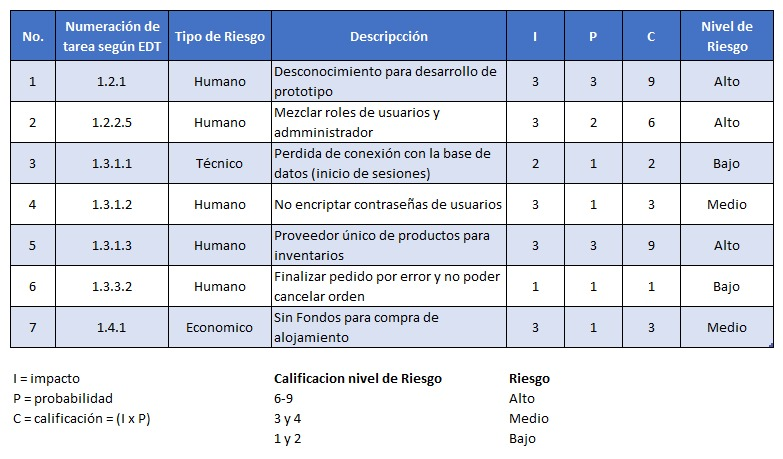 No. Numeración de tarea según EDT Tipo de Riesgo Descripcción I P C Nivel de Riesgo
1 1.2.1 Humano Desconocimiento para desarrollo de prototipo 3 3 9 Alto
2 1.2.2.5 Humano Mezclar roles de usuarios y admministrador 3 2 6 Alto
3 1.3.1.1 Técnico Perdida de conexión con la base de datos (inicio de sesiones) 2 1 2 Bajo
4 1.3.1.2 Humano No encriptar contraseñas de usuarios 3 1 3 Medio
5 1.3.1.3 Humano Proveedor único de productos para inventarios 3 3 9 Alto
6 1.3.3.2 Humano Finalizar pedido por error y no poder cancelar orden 1 1 1 Bajo
7 1.4.1 Economico Sin Fondos para compra de alojamiento 3 1 3 Medio
I = impacto Calificacion nivel de Riesgo Riesgo
P = probabilidad 6-9 Alto
C = calificación = (I x P) 3 y 4 Medio
1 y 2 Bajo